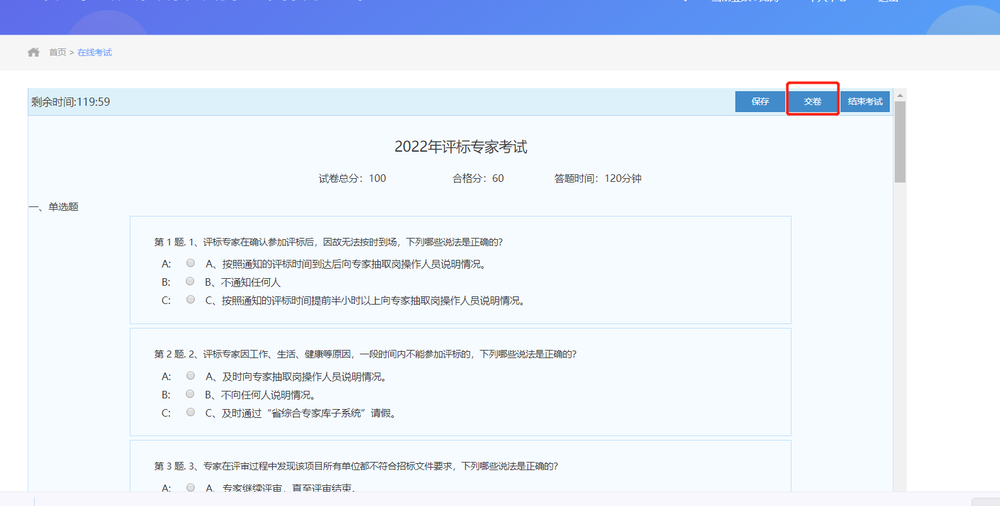 首页 > 在线考试
剩余时间:119:59
保存 交卷 结束考试
2022年评标专家考试
试卷总分：100 合格分：60 答题时间：120分钟
一、单选题
第 1 题. 1、评标专家在确认参加评标后，因故无法按时到场，下列哪些说法是正确的?
A: A、按照通知的评标时间到达后向专家抽取岗操作人员说明情况。
B: B、不通知任何人
C: C、按照通知的评标时间提前半小时以上向专家抽取岗操作人员说明情况。
第 2 题. 2、评标专家因工作、生活、健康等原因，一段时间内不能参加评标的，下列哪些说法是正确的?
A: A、及时向专家抽取岗操作人员说明情况。
B: B、不向任何人说明情况。
C: C、及时通过“省综合专家库子系统”请假。
第 3 题. 3、专家在评审过程中发现该项目所有单位都不符合招标文件要求，下列哪些说法是正确的?
A: A、专家继续评审，直至评审结束。